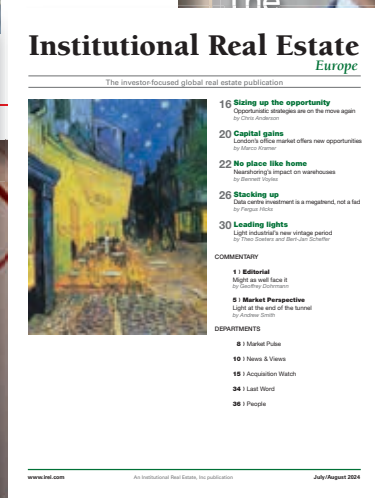 Institutional Real Estate
Europe
The investor-focused global real estate publication
16 Sizing up the opportunity
Opportunistic strategies are on the move again
by Chris Anderson
20 Capital gains
London's office market offers new opportunities
by Marco Kramer
22 No place like home
Nearshoring's impact on warehouses
by Bennett Voyles
26 Stacking up
Data centre investment is a megatrend, not a fad
by Fergus Hicks
30 Leading lights
Light industrial's new vintage period
by Theo Soeters and Bert-Jan Scheffer
COMMENTARY
1 | Editorial
Might as well face it
by Geoffrey Dohrmann
5 | Market Perspective
Light at the end of the tunnel
by Andrew Smith
DEPARTMENTS
8 | Market Pulse
10 | News & Views
15 | Acquisition Watch
34 | Last Word
36 | People
www.irei.com An Institutional Real Estate, Inc publication July/August 2024